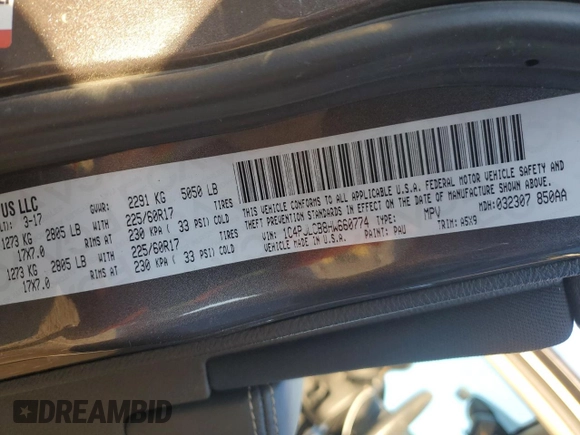 US LLC
3-17
GVWR: 2291 KG 5050 LB
1273 KG 2805 LB WITH 225/60R17 TIRES
17X7.0 RIMS AT 230 KPA ( 33 PSI) COLD
1273 KG 2805 LB WITH 225/60R17 TIRES
17X7.0 RIMS AT 230 KPA ( 33 PSI) COLD
THIS VEHICLE CONFORMS TO ALL APPLICABLE U.S.A. FEDERAL MOTOR VEHICLE SAFETY AND
THEFT PREVENTION STANDARDS IN EFFECT ON THE DATE OF MANUFACTURE SHOWN ABOVE.
VIN: 1C4PJLCB8HW660774 TYPE: MPV MDH: 032307 850AA
MADE IN U.S.A. PAINT: PAU TRIM: A5X9
DREAMBID